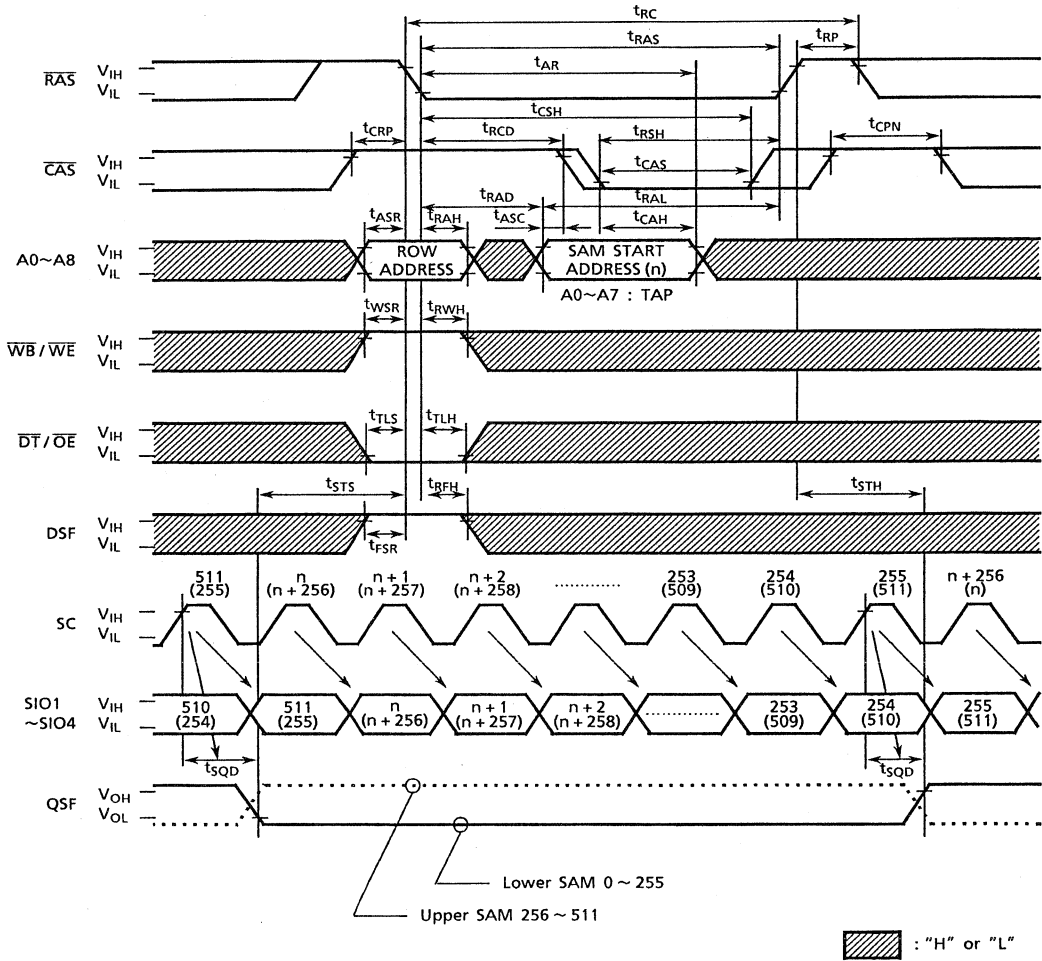 tRC
tRAS
tRP
tAR
RAS VIH
VIL
tCSH
tCRP tRCD tRSH tCPN
CAS VIH
VIL
tCAS
tRAD tRAL
tASR tRAH tASC tCAH
A0~A8 VIH
VIL
ROW
ADDRESS
SAM START
ADDRESS (n)
A0~A7 : TAP
tWSR tRWH
WB / WE VIH
VIL
tTLS tTLH
DT / OE VIH
VIL
tSTS tRFH tSTH
DSF VIH
VIL
tFSR
511 n n + 1 n + 2 ........... 253 254 255 n + 256
(255) (n + 256) (n + 257) (n + 258) (509) (510) (511) (n)
SC VIH
VIL
SIO1 VIH
~SIO4 VIL
510 511 n n + 1 n + 2 ........... 253 254 255
(254) (255) (n + 256) (n + 257) (n + 258) (509) (510) (511)
tSQD tSQD
QSF VOH
VOL
Lower SAM 0 ~ 255
Upper SAM 256 ~ 511
: "H" or "L"